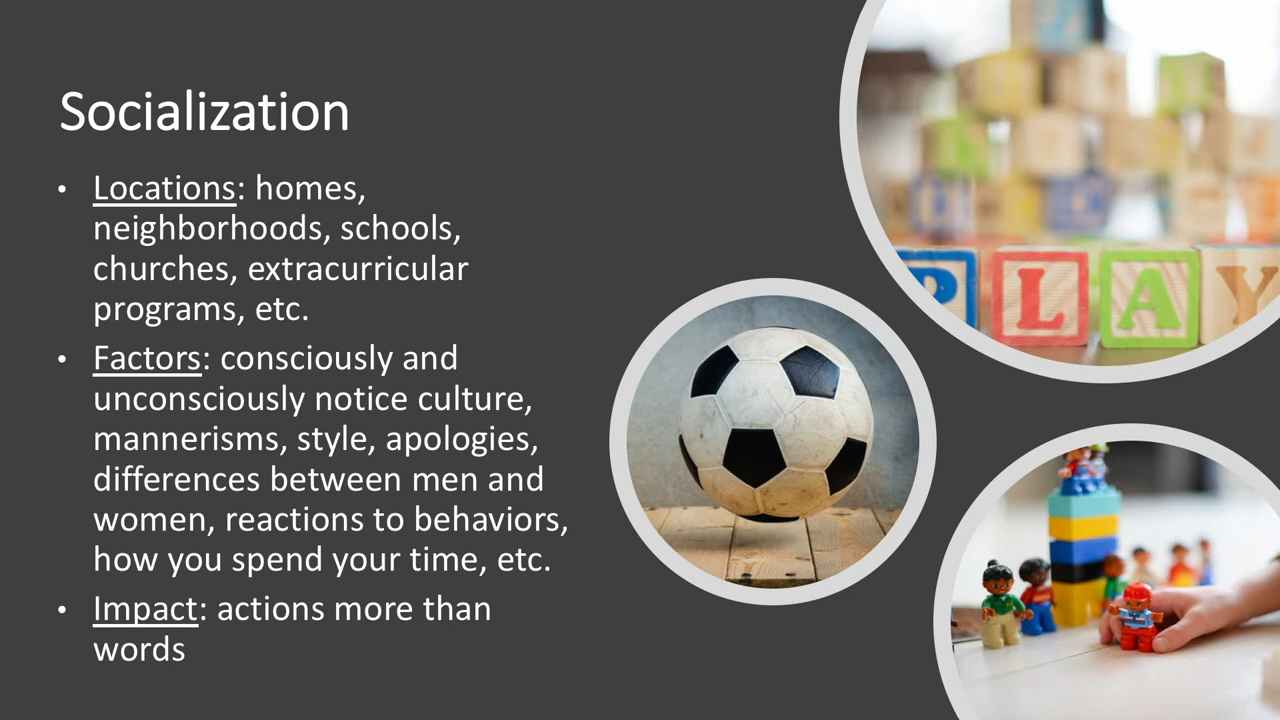 Socialization
• Locations: homes,
neighborhoods, schools,
churches, extracurricular
programs, etc.
• Factors: consciously and
unconsciously notice culture,
mannerisms, style, apologies,
differences between men and
women, reactions to behaviors,
how you spend your time, etc.
• Impact: actions more than
words
PLAY